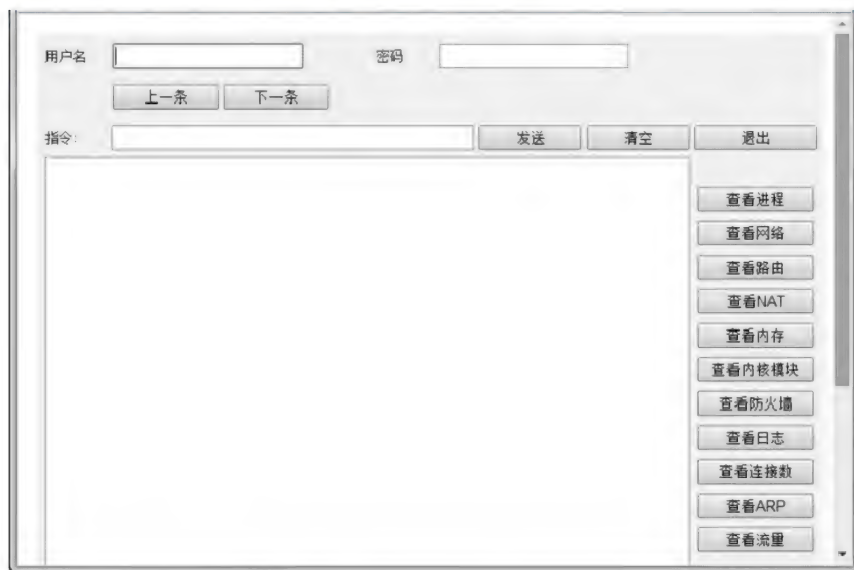 用户名 密码
上一条 下一条
指令: 发送 清空 退出
查看进程
查看网络
查看路由
查看NAT
查看内存
查看内核模块
查看防火墙
查看日志
查看连接数
查看ARP
查看流量